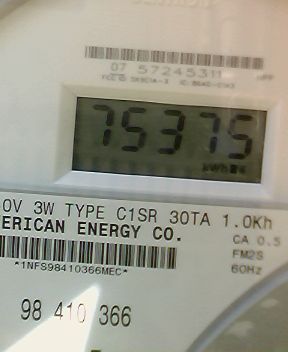 07 57245311
75375
kWh
0V 3W TYPE C1SR 30TA 1.0Kh
ERICAN ENERGY CO.
CA 0.5
FM2S
60Hz
*1NFS98410366MEC*
98 410 366